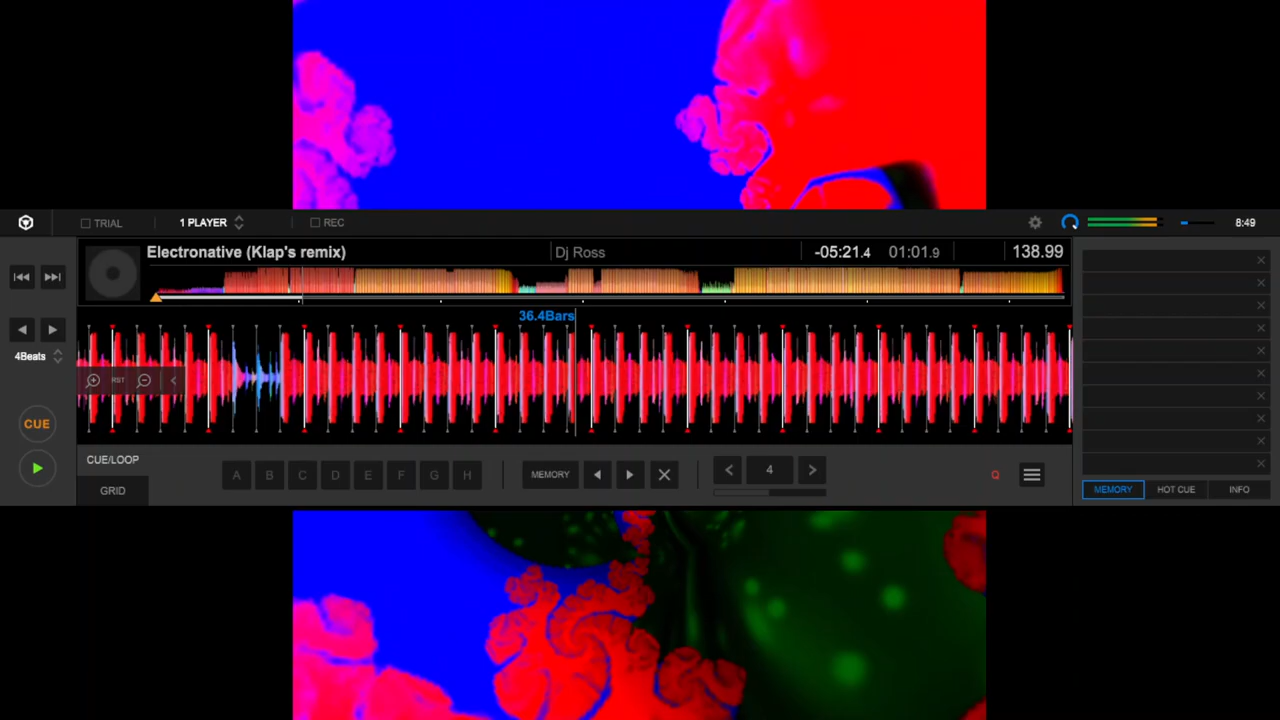 TRIAL 1 PLAYER REC 8:49
Electronative (Klap's remix) Dj Ross -05:21.4 01:01.9 138.99
36.4Bars
4Beats
RST
CUE
CUE/LOOP
GRID
A B C D E F G H MEMORY 4 Q
MEMORY HOT CUE INFO